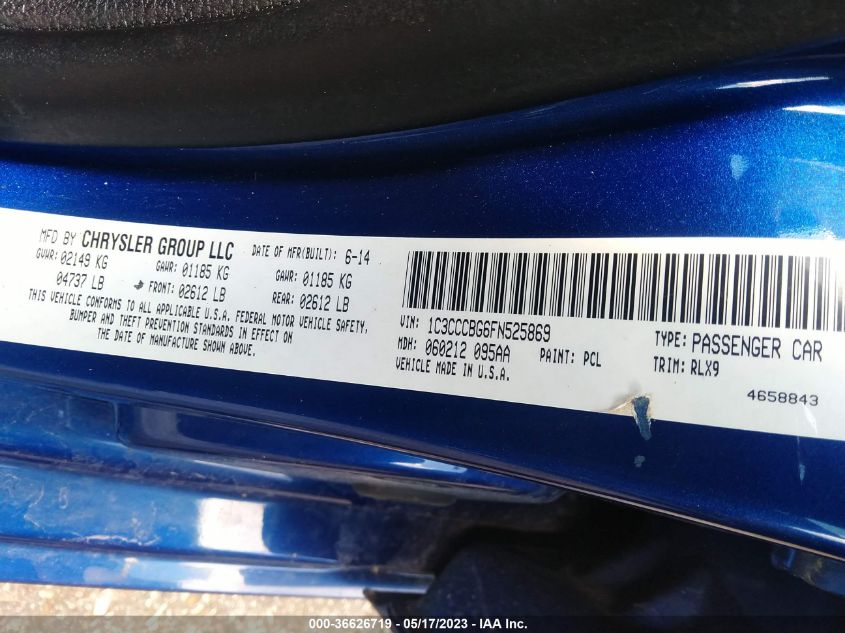 MFD BY CHRYSLER GROUP LLC DATE OF MFR(BUILT): 6-14
GVWR: 02149 KG GAWR: 01185 KG GAWR: 01185 KG
04737 LB FRONT: 02612 LB REAR: 02612 LB
THIS VEHICLE CONFORMS TO ALL APPLICABLE U.S.A. FEDERAL MOTOR VEHICLE SAFETY,
BUMPER AND THEFT PREVENTION STANDARDS IN EFFECT ON
THE DATE OF MANUFACTURE SHOWN ABOVE.
VIN: 1C3CCCBG6FN525869 TYPE: PASSENGER CAR
MDH: 060212 095AA PAINT: PCL TRIM: RLX9
VEHICLE MADE IN U.S.A.
4658843
000-36626719 - 05/17/2023 - © IAA Inc.